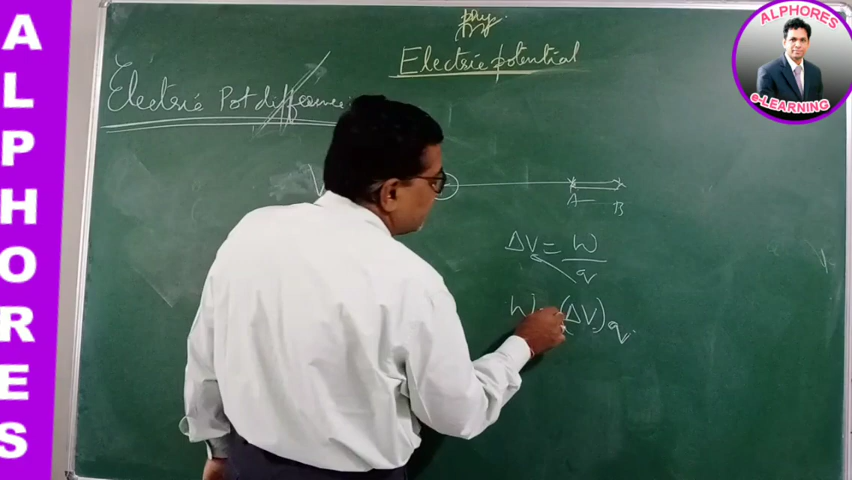 ALPHORES
phy.
Electric potential
Electric Pot difference
V
A
B
ΔV = W
q
W (ΔV) q.
ALPHORES
e-LEARNING